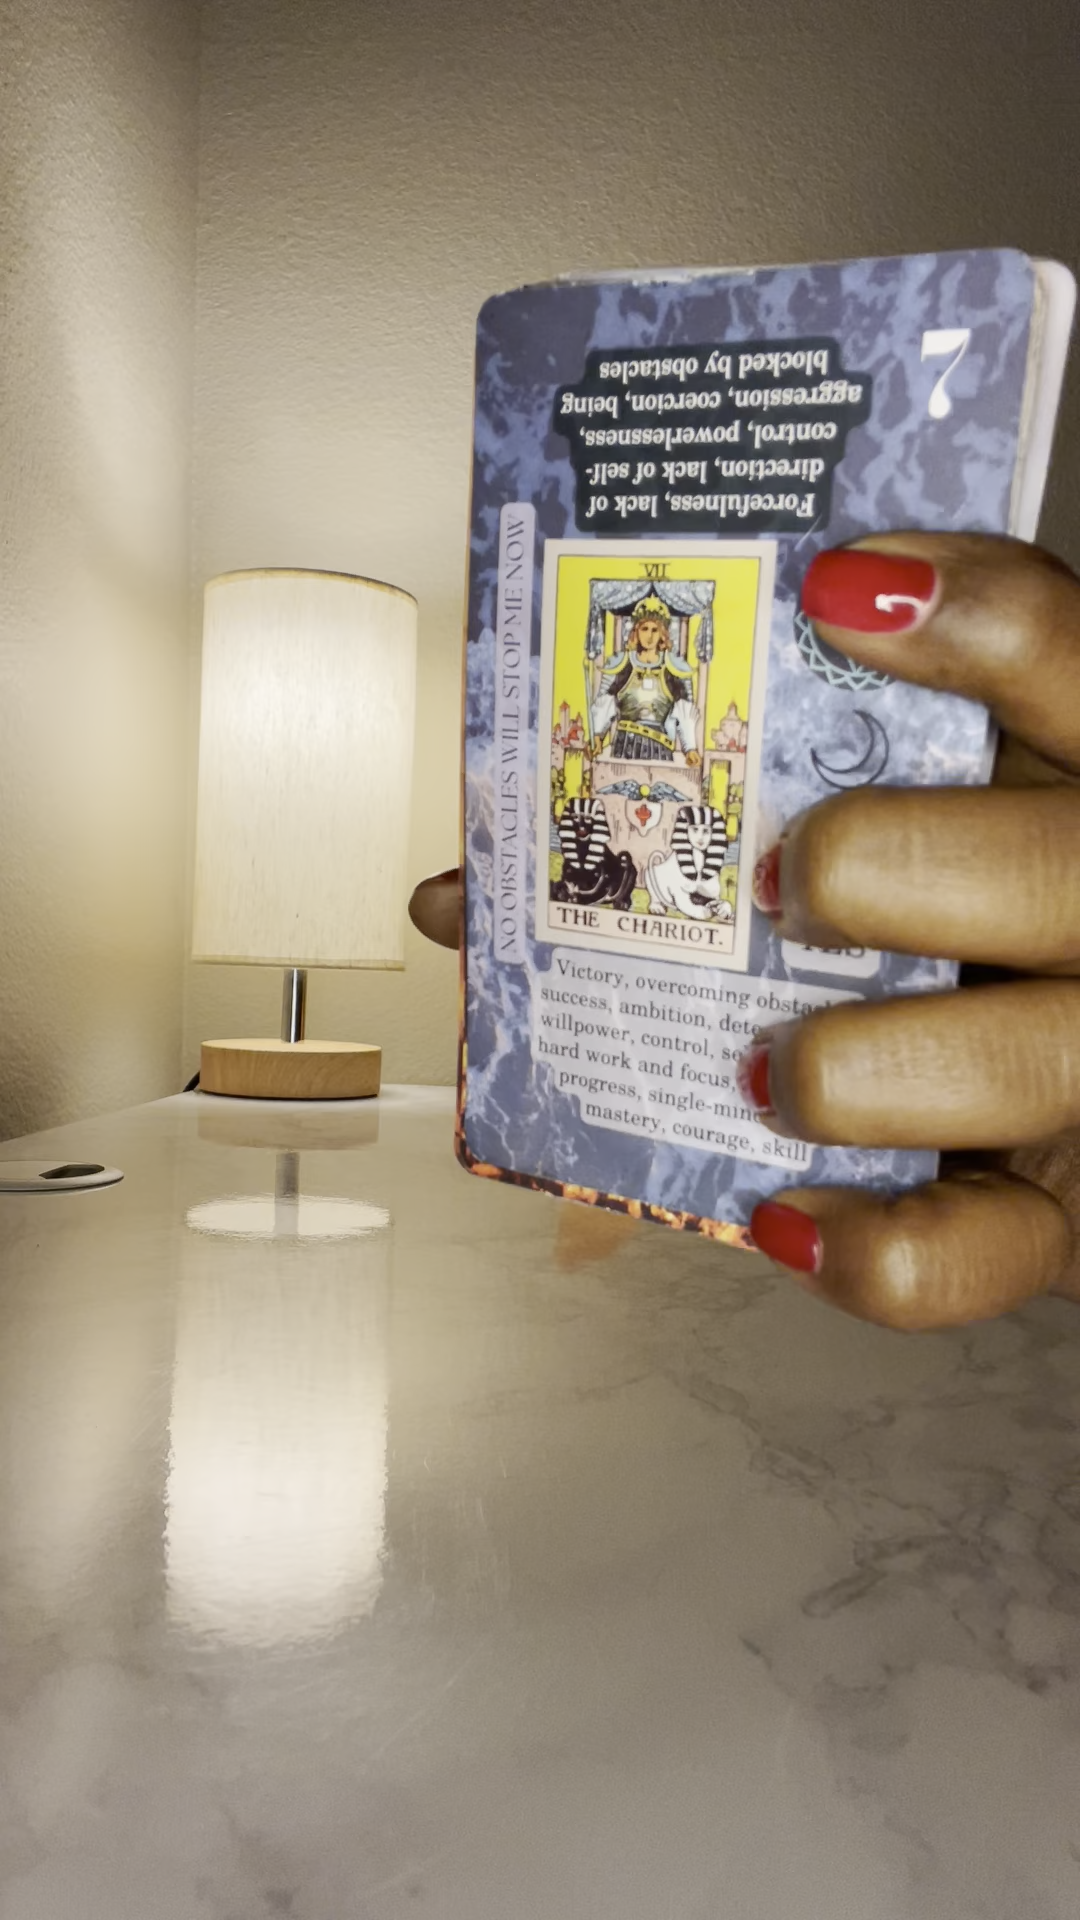 7
Forcefulness, lack of
direction, lack of self-
control, powerlessness,
aggression, coercion, being
blocked by obstacles
NO OBSTACLES WILL STOP ME NOW
VII
THE CHARIOT.
YES
Victory, overcoming
success, ambition,
willpower, control,
hard work and focus,
progress,
mastery, courage, skill